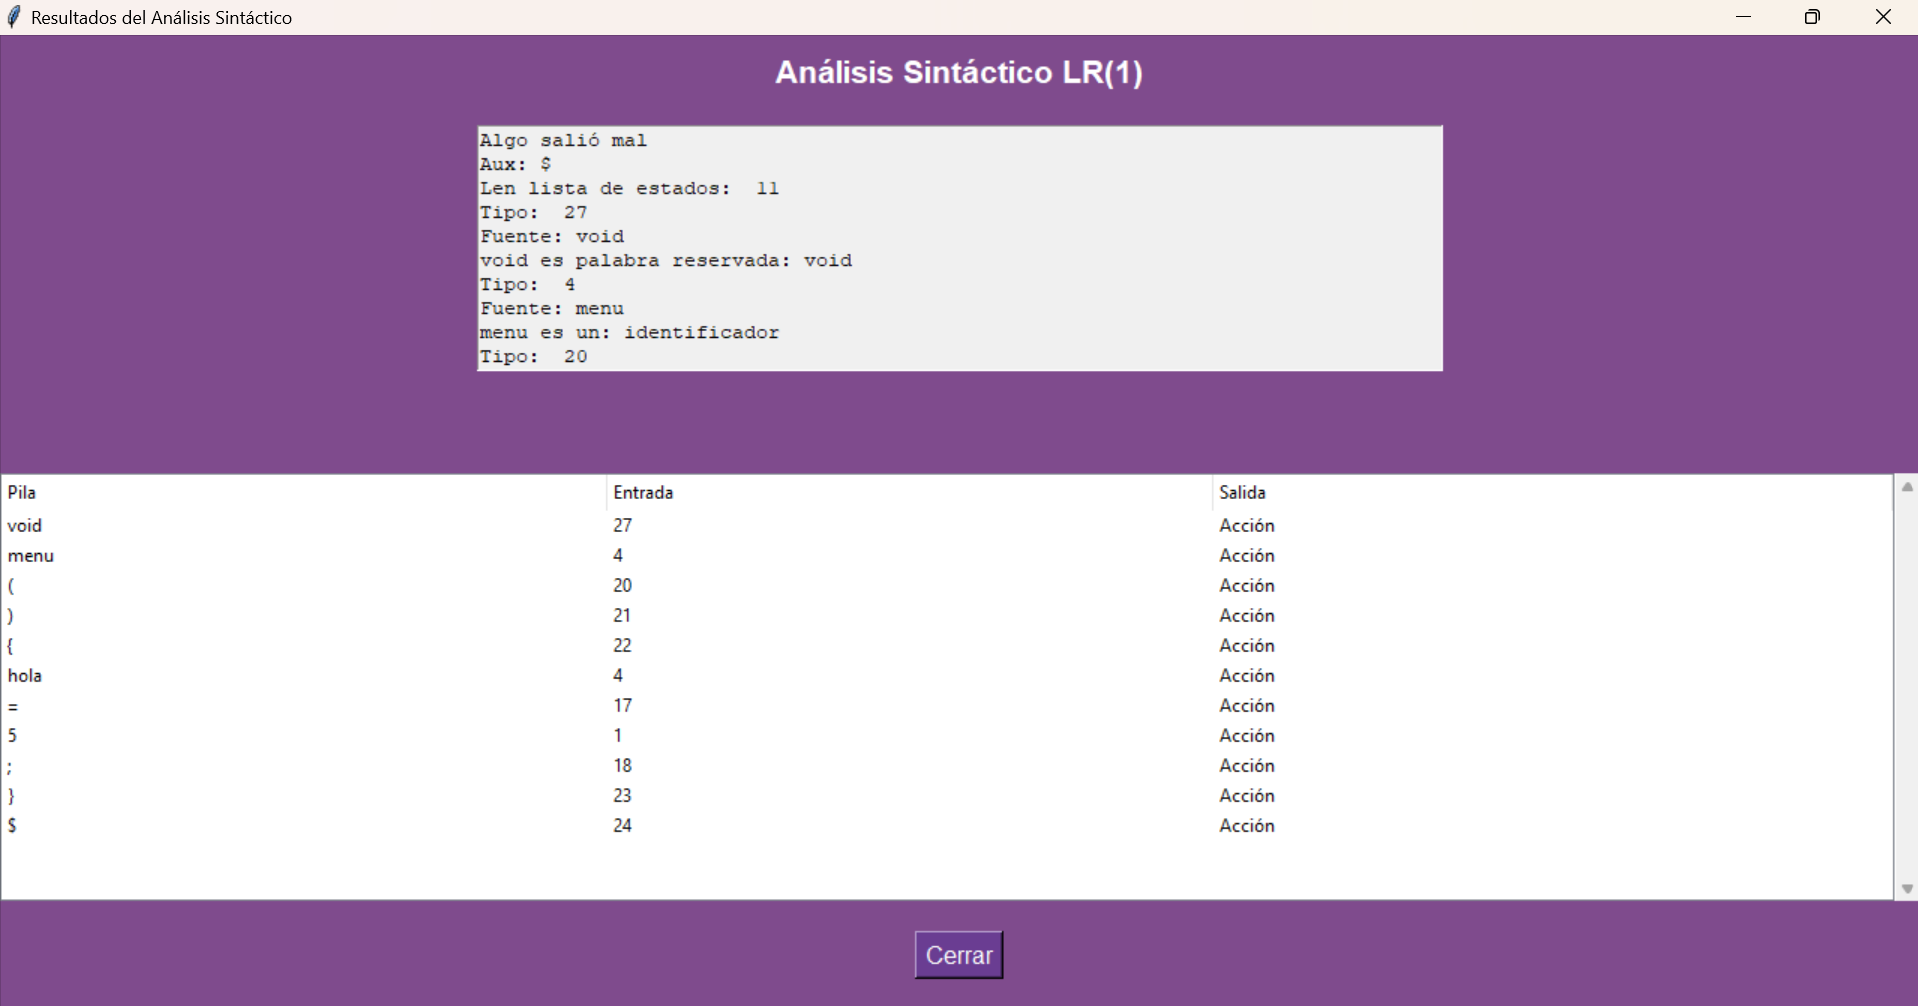 Resultados del Análisis Sintáctico
Análisis Sintáctico LR(1)
Algo salió mal
Aux: $
Len lista de estados:  11
Tipo:  27
Fuente: void
void es palabra reservada: void
Tipo:  4
Fuente: menu
menu es un: identificador
Tipo:  20
Pila Entrada Salida
void 27 Acción
menu 4 Acción
( 20 Acción
) 21 Acción
{ 22 Acción
hola 4 Acción
= 17 Acción
5 1 Acción
; 18 Acción
} 23 Acción
$ 24 Acción
Cerrar